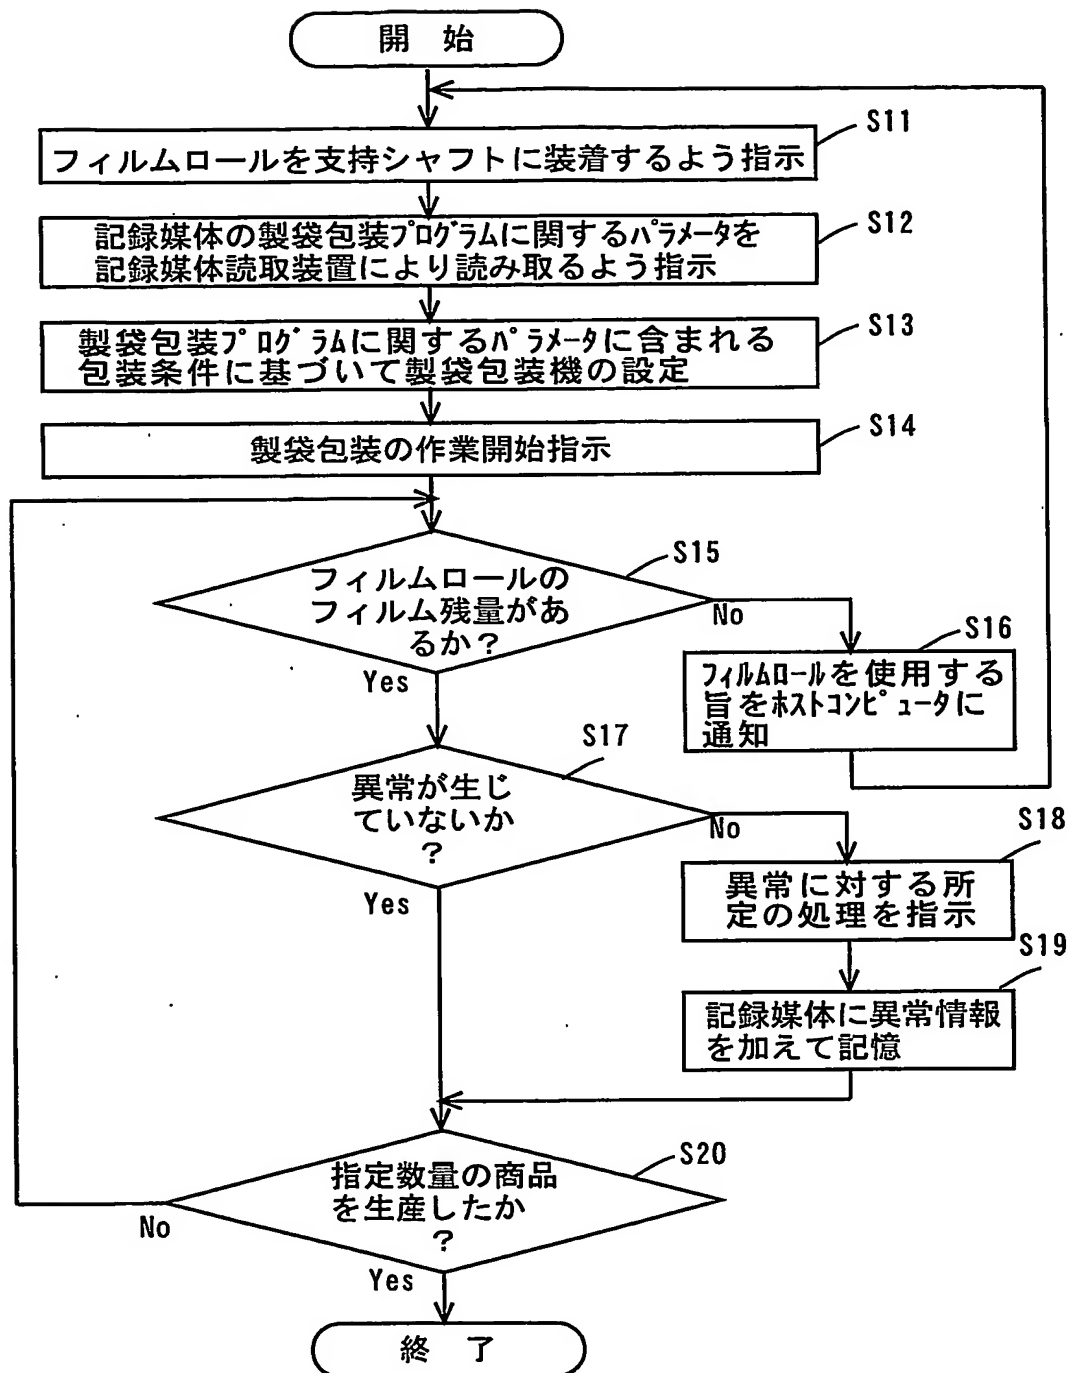 開 始
S11
フィルムロールを支持シャフトに装着するよう指示
S12
記録媒体の製袋包装プログラムに関するパラメータを
記録媒体読取装置により読み取るよう指示
S13
製袋包装プログラムに関するパラメータに含まれる
包装条件に基づいて製袋包装機の設定
S14
製袋包装の作業開始指示
S15
フィルムロールの
フィルム残量があ
るか?
No
Yes
S16
フィルムロールを使用する
旨をホストコンピュータに
通知
S17
異常が生じ
ていないか
?
No
Yes
S18
異常に対する所
定の処理を指示
S19
記録媒体に異常情報
を加えて記憶
S20
指定数量の商品
を生産したか
?
No
Yes
終 了